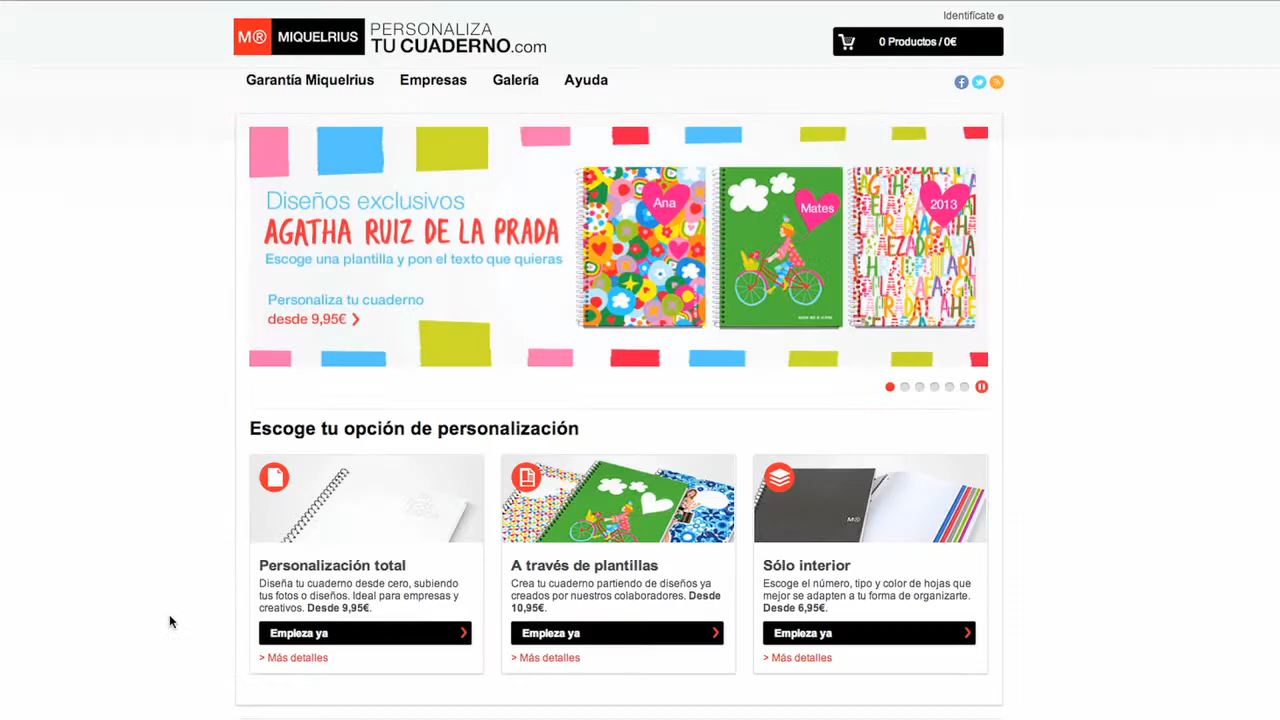 Identifícate
M® MIQUELRIUS PERSONALIZA
TU CUADERNO.com
0 Productos / 0€
Garantía Miquelrius Empresas Galería Ayuda
Diseños exclusivos
AGATHA RUIZ DE LA PRADA
Escoge una plantilla y pon el texto que quieras
Personaliza tu cuaderno
desde 9,95€ >
Ana
Mates
2013
Escoge tu opción de personalización
Personalización total
Diseña tu cuaderno desde cero, subiendo
tus fotos o diseños. Ideal para empresas y
creativos. Desde 9,95€.
Empieza ya
> Más detalles
A través de plantillas
Crea tu cuaderno partiendo de diseños ya
creados por nuestros colaboradores. Desde
10,95€.
Empieza ya
> Más detalles
M®
Sólo interior
Escoge el número, tipo y color de hojas que
mejor se adapten a tu forma de organizarte.
Desde 6,95€.
Empieza ya
> Más detalles